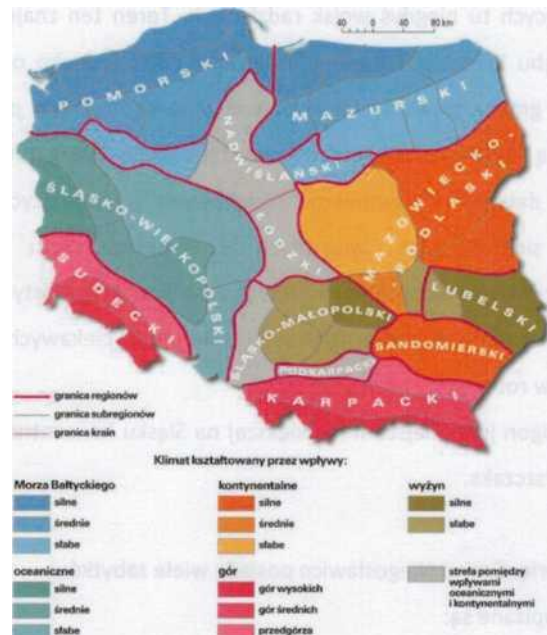 40 0 40 80 km
POMORSKI
MAZURSKI
NADWIŚLAŃSKI
MAZOWIECKO-
PODLASKI
ŚLĄSKO-WIELKOPOLSKI
ŁÓDZKI
SUDECKI
LUBELSKI
ŚLĄSKO-MAŁOPOLSKI
SANDOMIERSKI
PODKARPACKI
KARPACKI
granica regionów
granica subregionów
granica krain
Klimat kształtowany przez wpływy:
Morza Bałtyckiego
silne
średnie
słabe
kontynentalne
silne
średnie
słabe
wyżyn
silne
słabe
oceaniczne
silne
średnie
słabe
gór
gór wysokich
gór średnich
przedgórza
strefa pomiędzy
wpływami
oceanicznymi
i kontynentalnymi